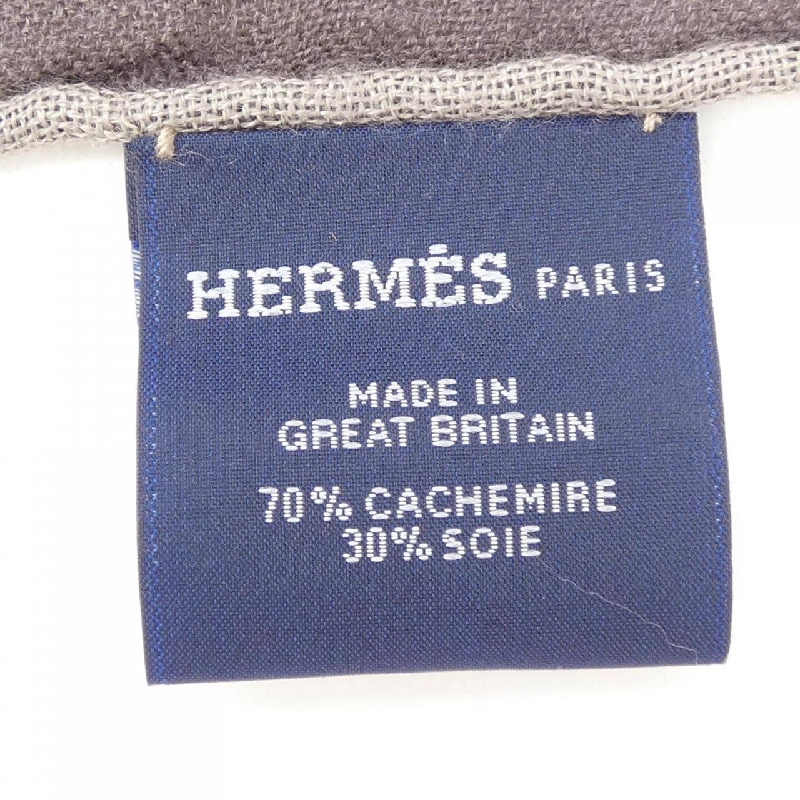 HERMÈS PARIS
MADE IN
GREAT BRITAIN
70% CACHEMIRE
30% SOIE